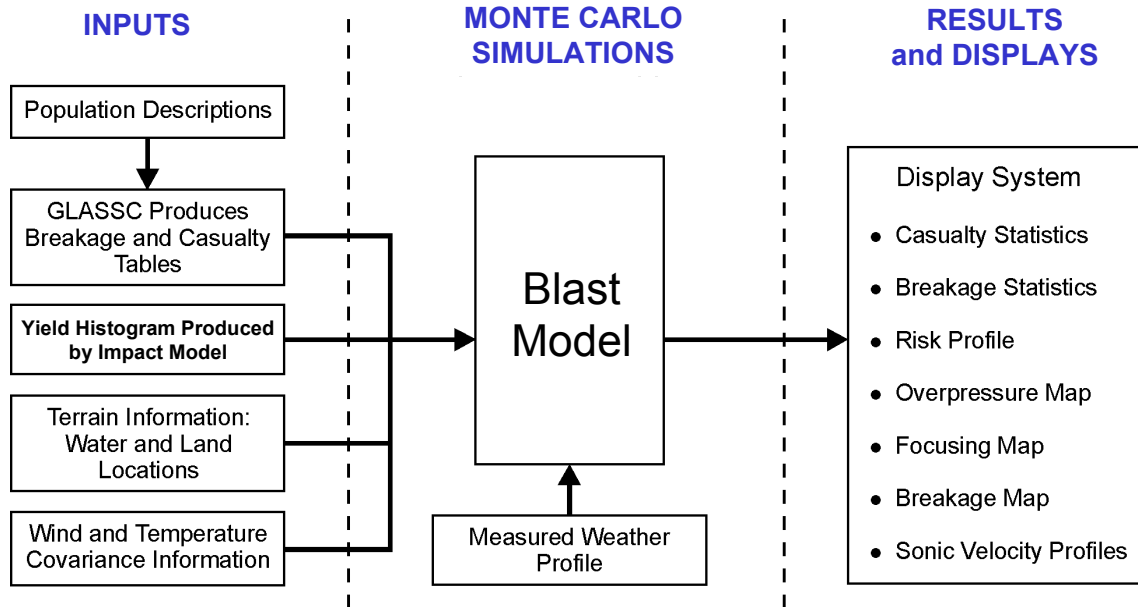 INPUTS
Population Descriptions
GLASSC Produces
Breakage and Casualty
Tables
Yield Histogram Produced
by Impact Model
Terrain Information:
Water and Land
Locations
Wind and Temperature
Covariance Information
MONTE CARLO
SIMULATIONS
Blast
Model
Measured Weather
Profile
RESULTS
and DISPLAYS
Display System
• Casualty Statistics
• Breakage Statistics
• Risk Profile
• Overpressure Map
• Focusing Map
• Breakage Map
• Sonic Velocity Profiles